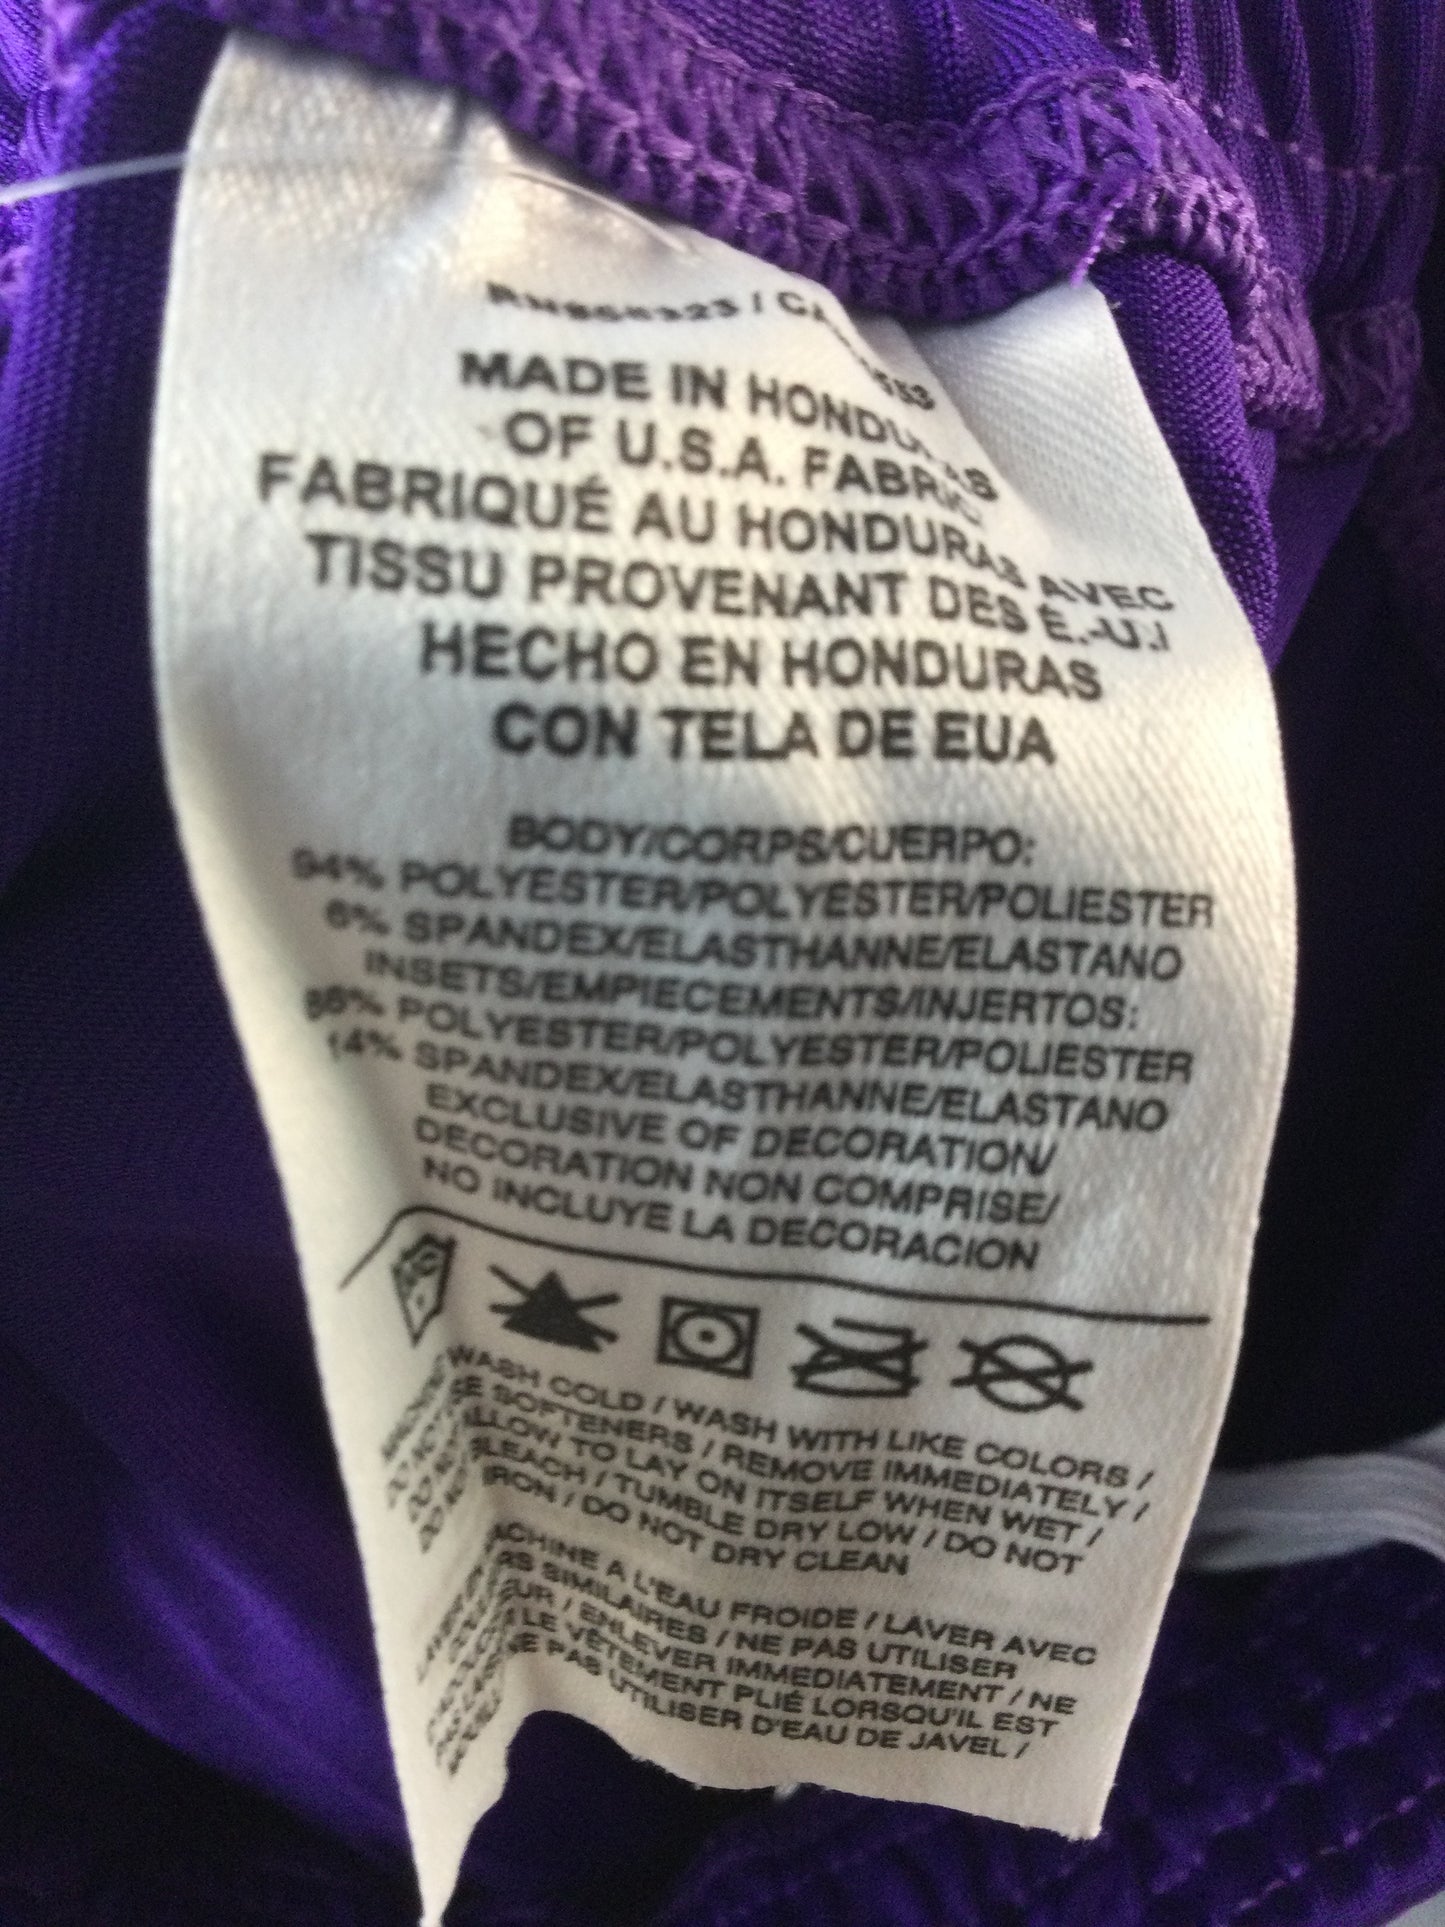 MADE IN HONDURAS
OF U.S.A. FABRIC
FABRIQUÉ AU HONDURAS AVEC
TISSU PROVENANT DES É.-U./
HECHO EN HONDURAS
CON TELA DE EUA
BODY/CORPS/CUERPO:
94% POLYESTER/POLYESTER/POLIESTER
6% SPANDEX/ELASTHANNE/ELASTANO
INSETS/EMPIECEMENTS/INJERTOS:
86% POLYESTER/POLYESTER/POLIESTER
14% SPANDEX/ELASTHANNE/ELASTANO
EXCLUSIVE OF DECORATION/
DECORATION NON COMPRISE/
NO INCLUYE LA DECORACION
WASH COLD / WASH WITH LIKE COLORS /
SOFTENERS / REMOVE IMMEDIATELY /
ALLOW TO LAY ON ITSELF WHEN WET /
BLEACH / TUMBLE DRY LOW / DO NOT
IRON / DO NOT DRY CLEAN
MACHINE A L'EAU FROIDE / LAVER AVEC
SIMILAIRES / NE PAS UTILISER
/ ENLEVER IMMEDIATEMENT / NE
LE VÊTEMENT PLIÉ LORSQU'IL EST
NE PAS UTILISER D'EAU DE JAVEL /